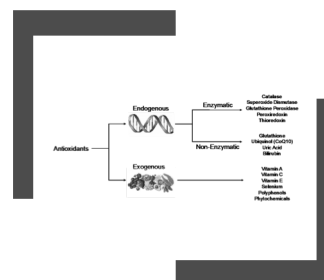 Antioxidants
Endogenous
Enzymatic
Catalase
Superoxide Dismutase
Glutathione Peroxidase
Peroxiredoxin
Thioredoxin
Non-Enzymatic
Glutathione
Ubiquinol (CoQ10)
Uric Acid
Bilirubin
Exogenous
Vitamin A
Vitamin C
Vitamin E
Selenium
Polyphenols
Phytochemicals